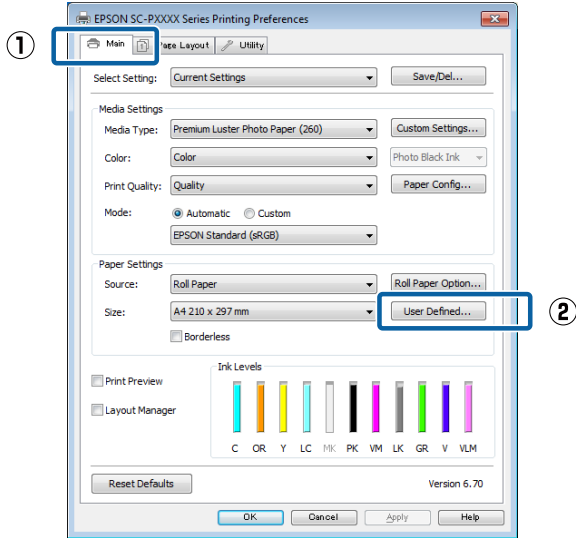 EPSON SC-PXXXX Series Printing Preferences
1 Main Page Layout Utility
Select Setting: Current Settings Save/Del...
Media Settings
Media Type: Premium Luster Photo Paper (260) Custom Settings...
Color: Color Photo Black Ink
Print Quality: Quality Paper Config...
Mode: Automatic Custom
EPSON Standard (sRGB)
Paper Settings
Source: Roll Paper Roll Paper Option...
Size: A4 210 x 297 mm User Defined... 2
Borderless
Ink Levels
Print Preview
Layout Manager
C OR Y LC MK PK VM LK GR V VLM
Reset Defaults Version 6.70
OK Cancel Apply Help